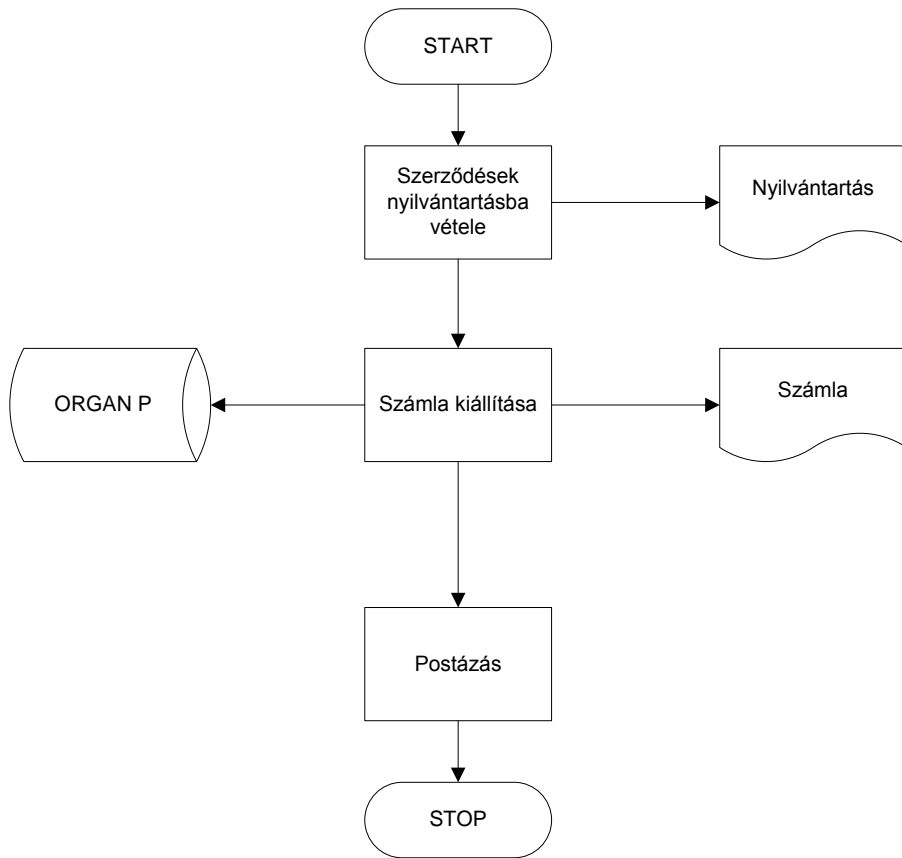 START
Szerződések
nyilvántartásba
vétele
Nyilvántartás
ORGAN P
Számla kiállítása
Számla
Postázás
STOP